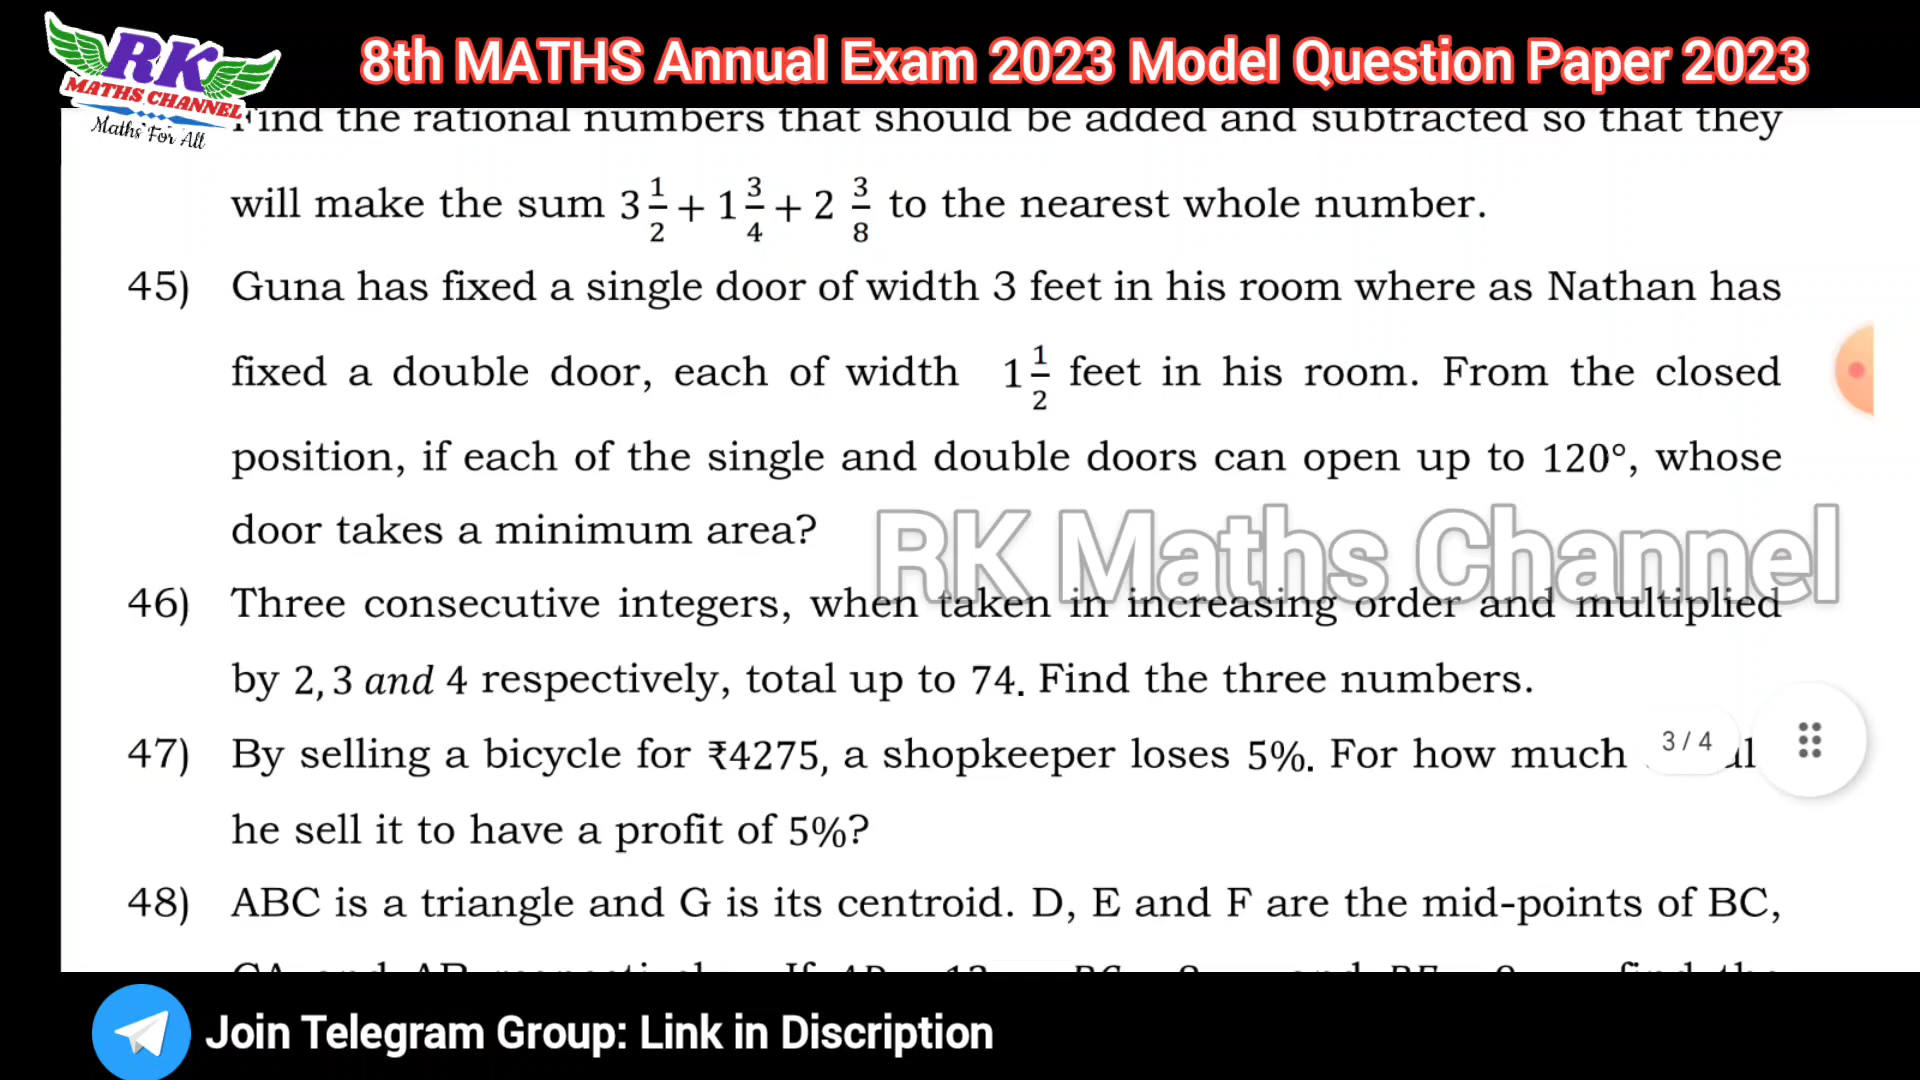 RK
MATHS CHANNEL
Maths For All
8th MATHS Annual Exam 2023 Model Question Paper 2023
Find the rational numbers that should be added and subtracted so that they
will make the sum 3 1/2 + 1 3/4 + 2 3/8 to the nearest whole number.
45) Guna has fixed a single door of width 3 feet in his room where as Nathan has
fixed a double door, each of width 1 1/2 feet in his room. From the closed
position, if each of the single and double doors can open up to 120°, whose
door takes a minimum area?
RK Maths Channel
46) Three consecutive integers, when taken in increasing order and multiplied
by 2, 3 and 4 respectively, total up to 74. Find the three numbers.
47) By selling a bicycle for ₹4275, a shopkeeper loses 5%. For how much
3 / 4
he sell it to have a profit of 5%?
48) ABC is a triangle and G is its centroid. D, E and F are the mid-points of BC,
Join Telegram Group: Link in Discription